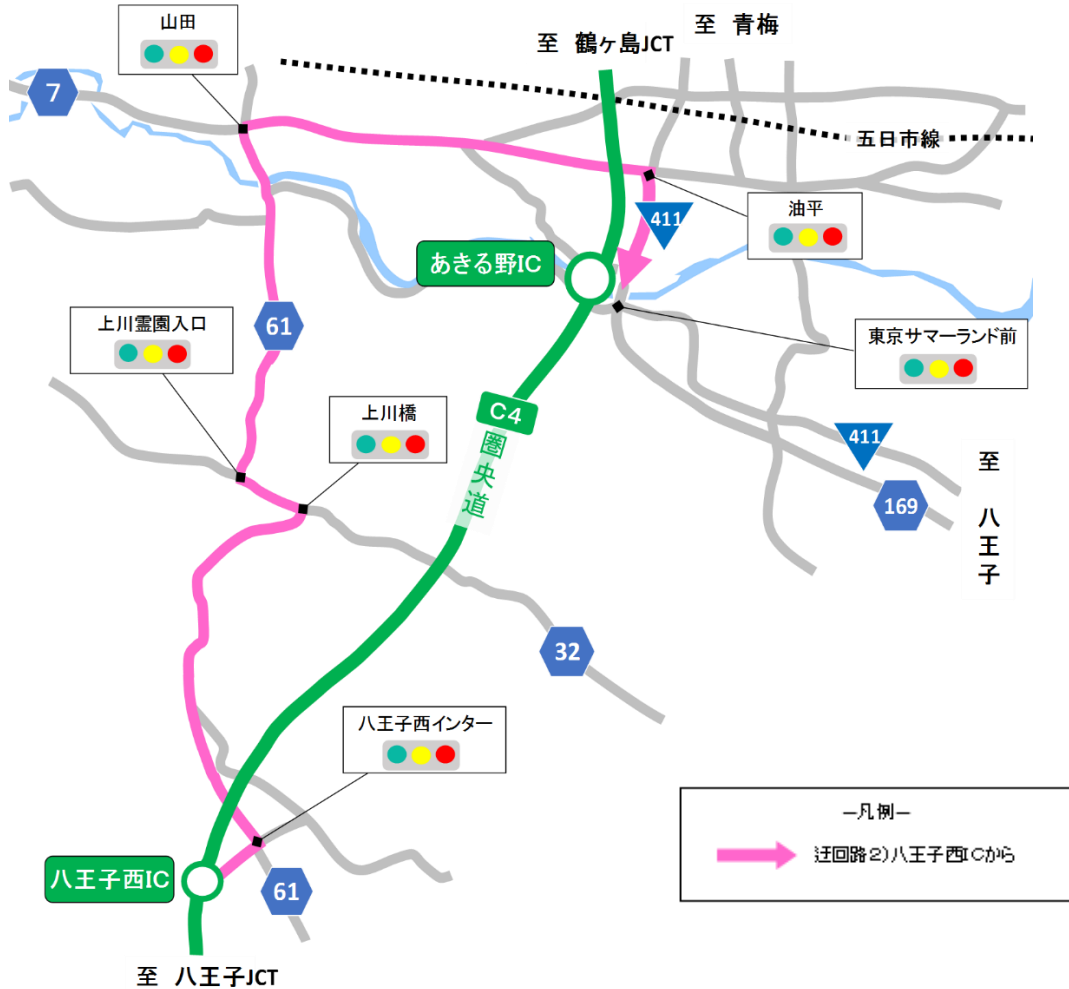 山田
至 鶴ヶ島JCT
至 青梅
7
五日市線
油平
411
あきる野IC
上川霊園入口
61
東京サマーランド前
上川橋
C4
圏央道
411
169
至 八王子
32
八王子西インター
八王子西IC
61
至 八王子JCT
―凡例―
迂回路2)八王子西ICから